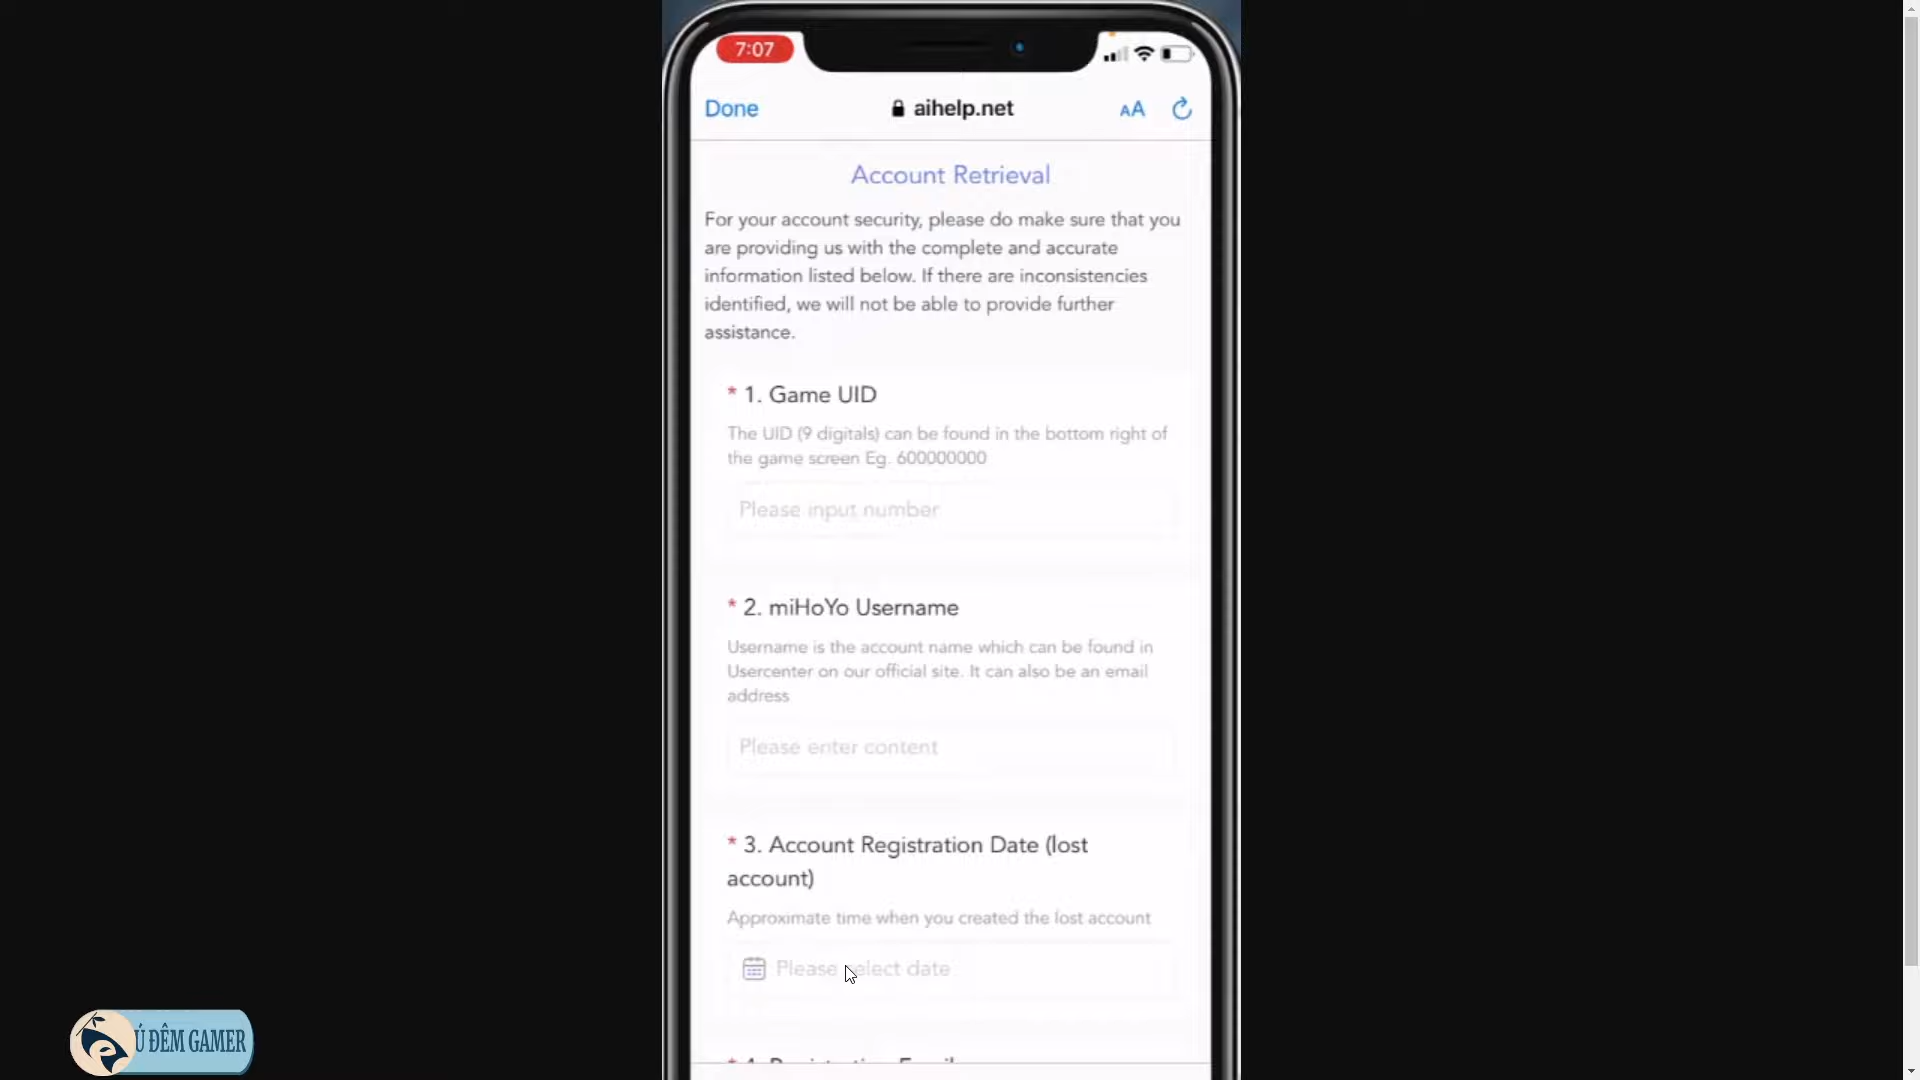 7:07
Done
aihelp.net
AA
Account Retrieval
For your account security, please do make sure that you
are providing us with the complete and accurate
information listed below. If there are inconsistencies
identified, we will not be able to provide further
assistance.
* 1. Game UID
The UID (9 digitals) can be found in the bottom right of
the game screen Eg. 600000000
Please input number
* 2. miHoYo Username
Username is the account name which can be found in
Usercenter on our official site. It can also be an email
address
Please enter content
* 3. Account Registration Date (lost
account)
Approximate time when you created the lost account
Please select date
* 4. Registration Email
Ú ĐÊM GAMER